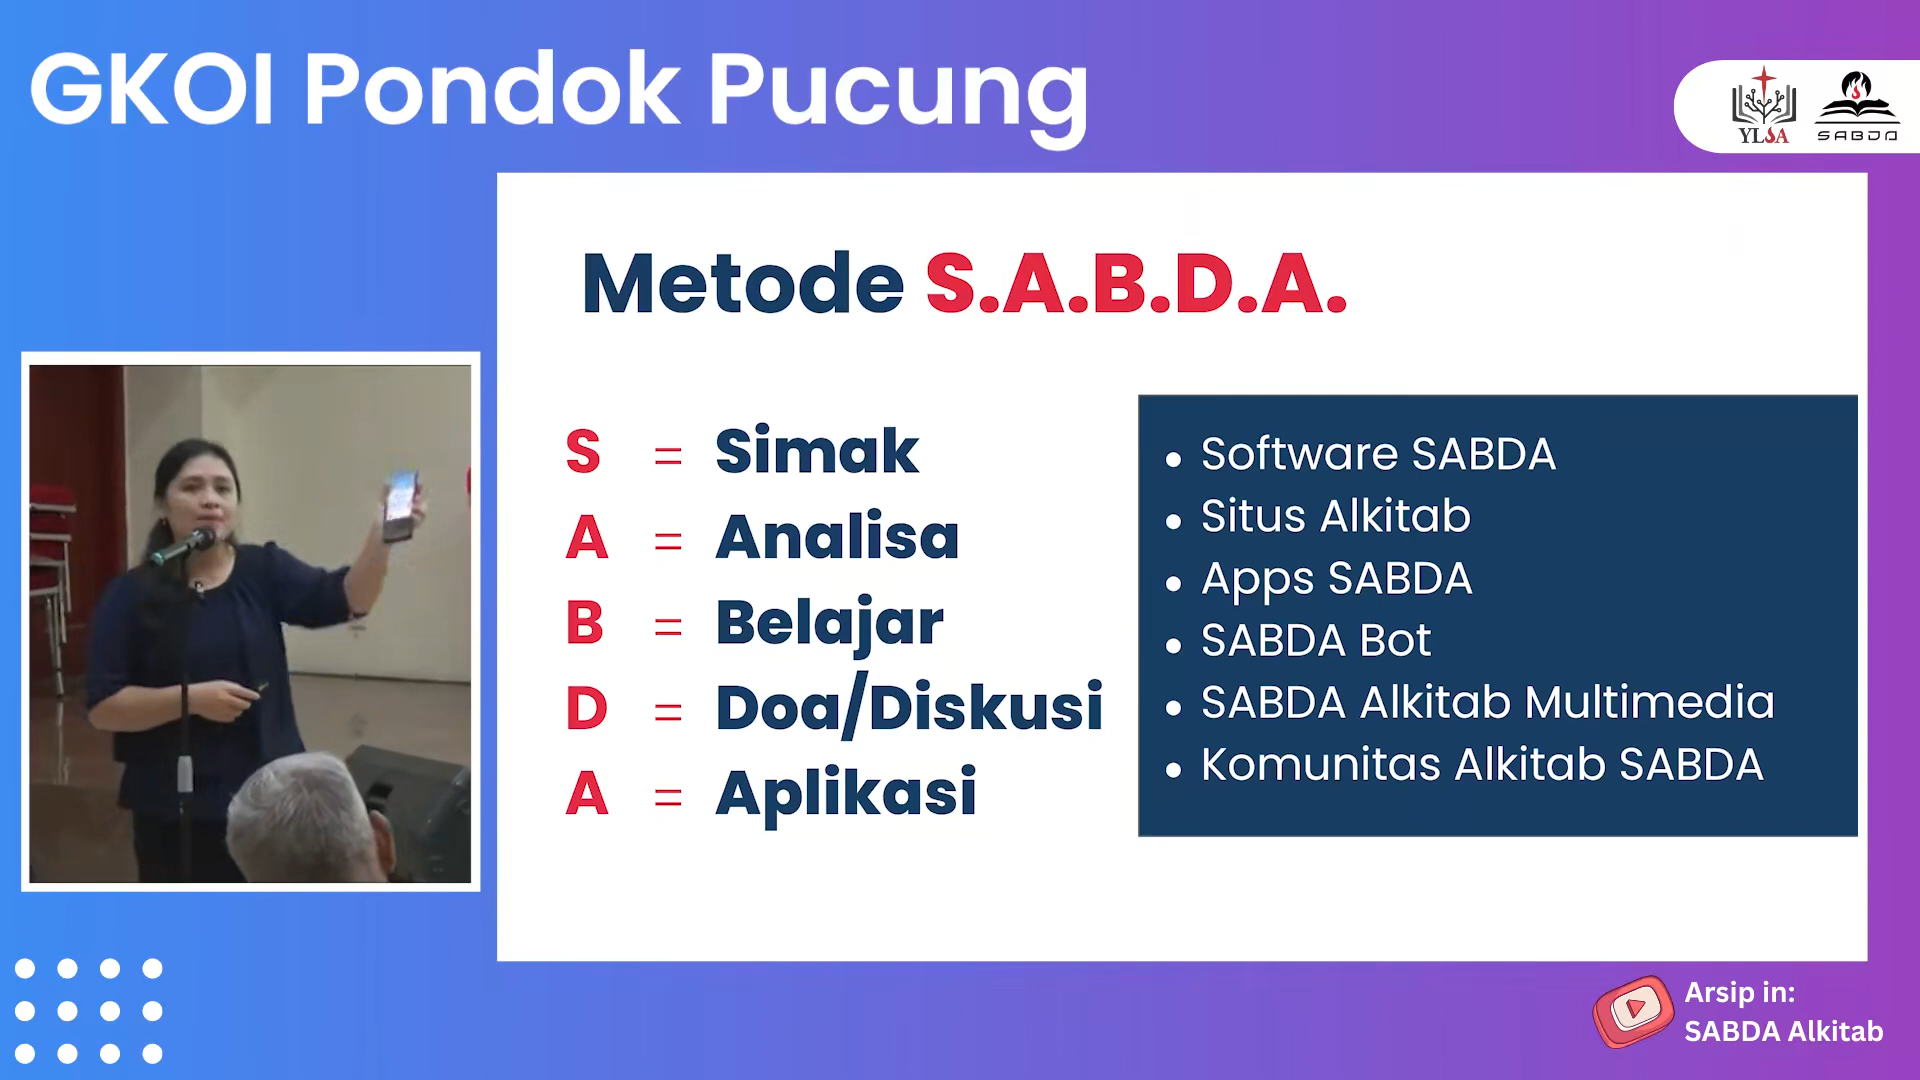 GKOI Pondok Pucung
YLSA
SABDA
Metode S.A.B.D.A.
S = Simak
A = Analisa
B = Belajar
D = Doa/Diskusi
A = Aplikasi
• Software SABDA
• Situs Alkitab
• Apps SABDA
• SABDA Bot
• SABDA Alkitab Multimedia
• Komunitas Alkitab SABDA
Arsip in:
SABDA Alkitab